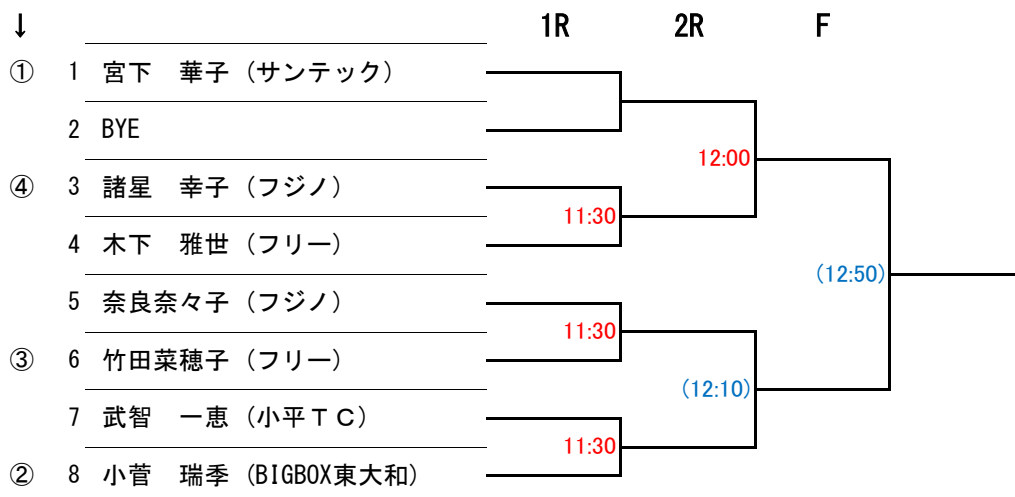 ↓ 1R 2R F
① 1 宮下　華子（サンテック）
2 BYE
12:00
④ 3 諸星　幸子（フジノ）
11:30
4 木下　雅世（フリー）
(12:50)
5 奈良奈々子（フジノ）
11:30
③ 6 竹田菜穂子（フリー）
(12:10)
7 武智　一恵（小平ＴＣ）
11:30
② 8 小菅　瑞季（BIGBOX東大和）